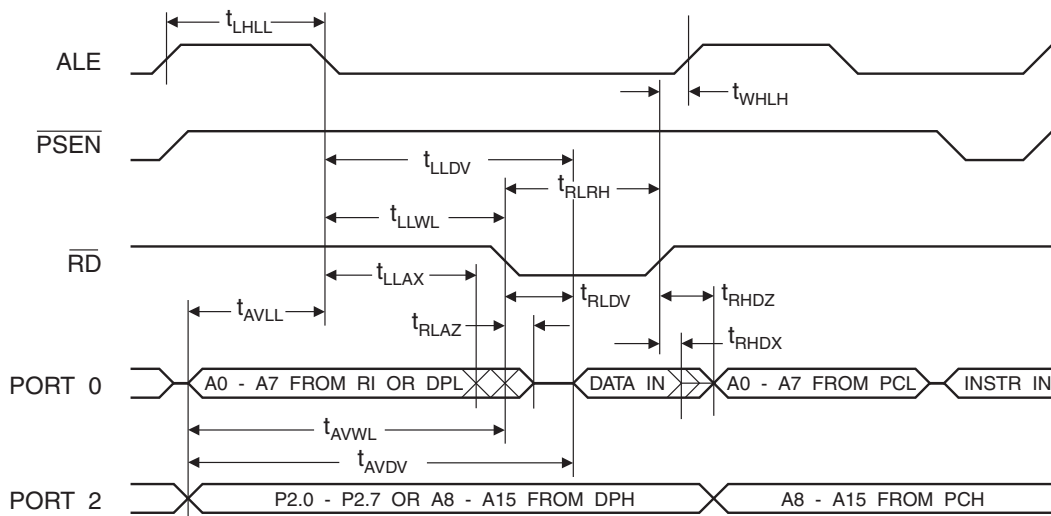 tLHLL
ALE
tWHLH
PSEN
tLLDV
tRLRH
tLLWL
RD
tLLAX
tRLDV
tRHDZ
tAVLL
tRLAZ
tRHDX
PORT 0
A0 - A7 FROM RI OR DPL
DATA IN
A0 - A7 FROM PCL
INSTR IN
tAVWL
tAVDV
PORT 2
P2.0 - P2.7 OR A8 - A15 FROM DPH
A8 - A15 FROM PCH